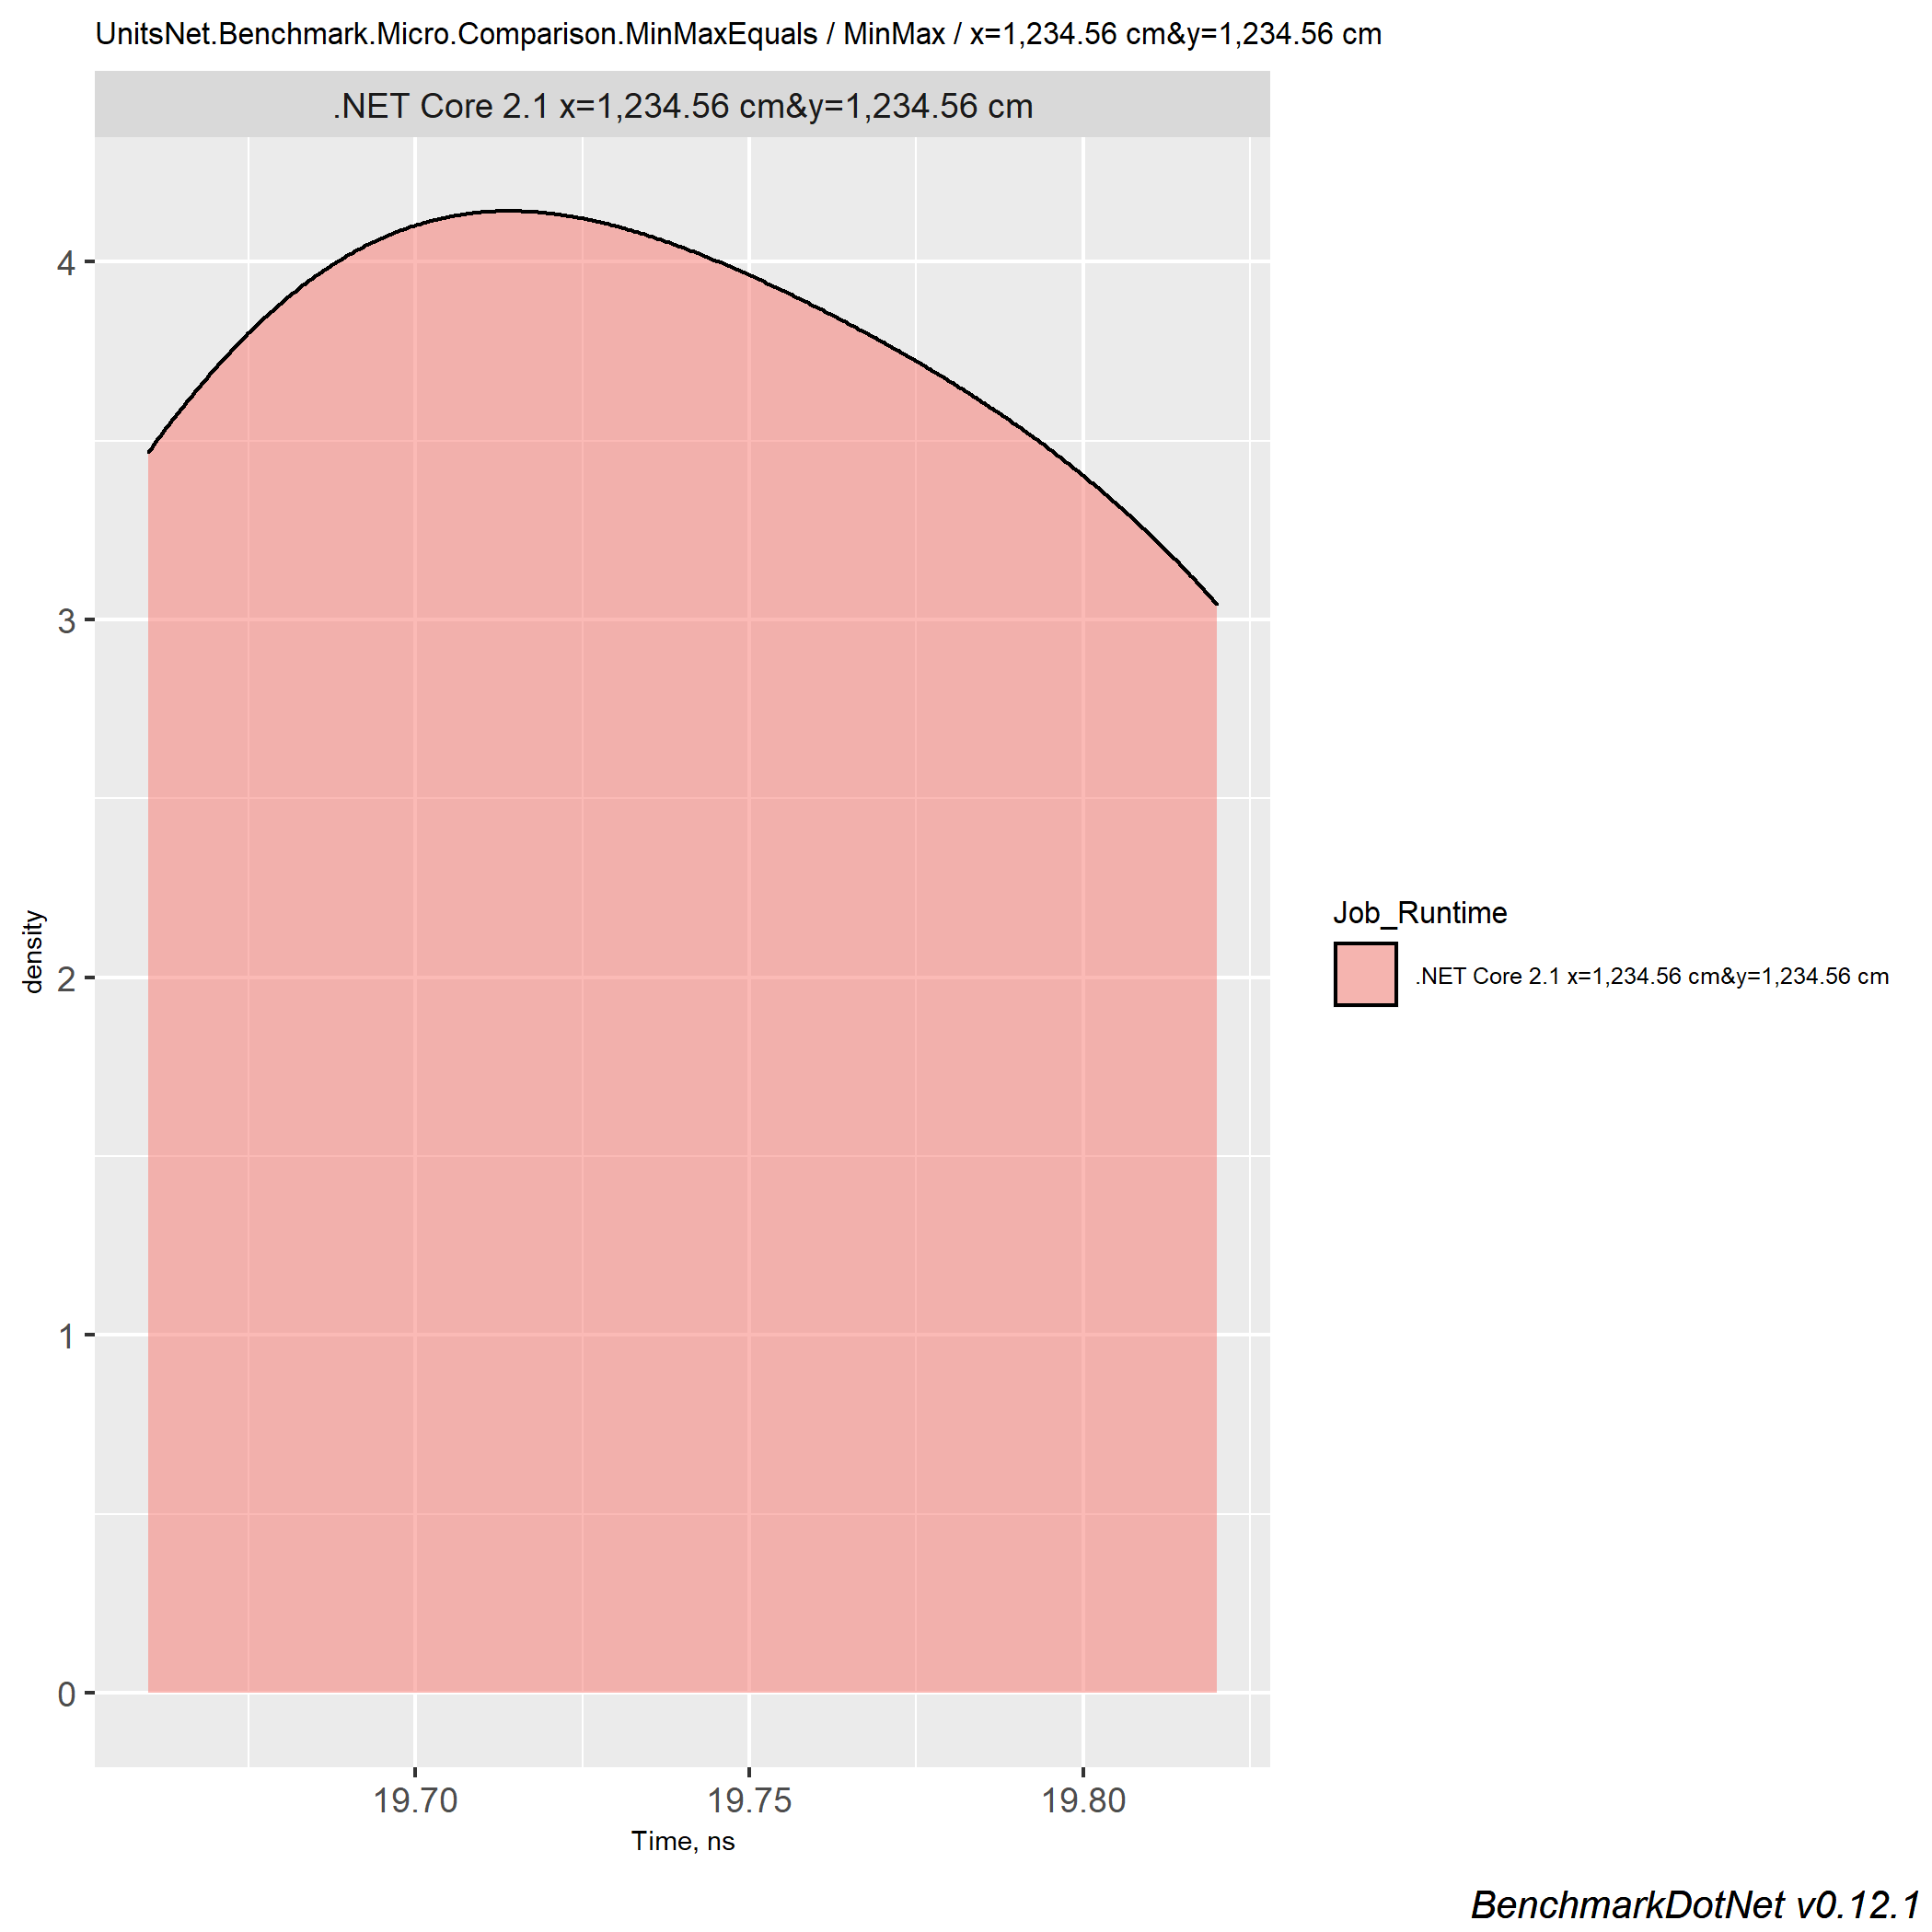 UnitsNet.Benchmark.Micro.Comparison.MinMaxEquals / MinMax / x=1,234.56 cm&y=1,234.56 cm
.NET Core 2.1 x=1,234.56 cm&y=1,234.56 cm
4
3
2
1
0
density
19.70 19.75 19.80
Time, ns
Job_Runtime
.NET Core 2.1 x=1,234.56 cm&y=1,234.56 cm
BenchmarkDotNet v0.12.1